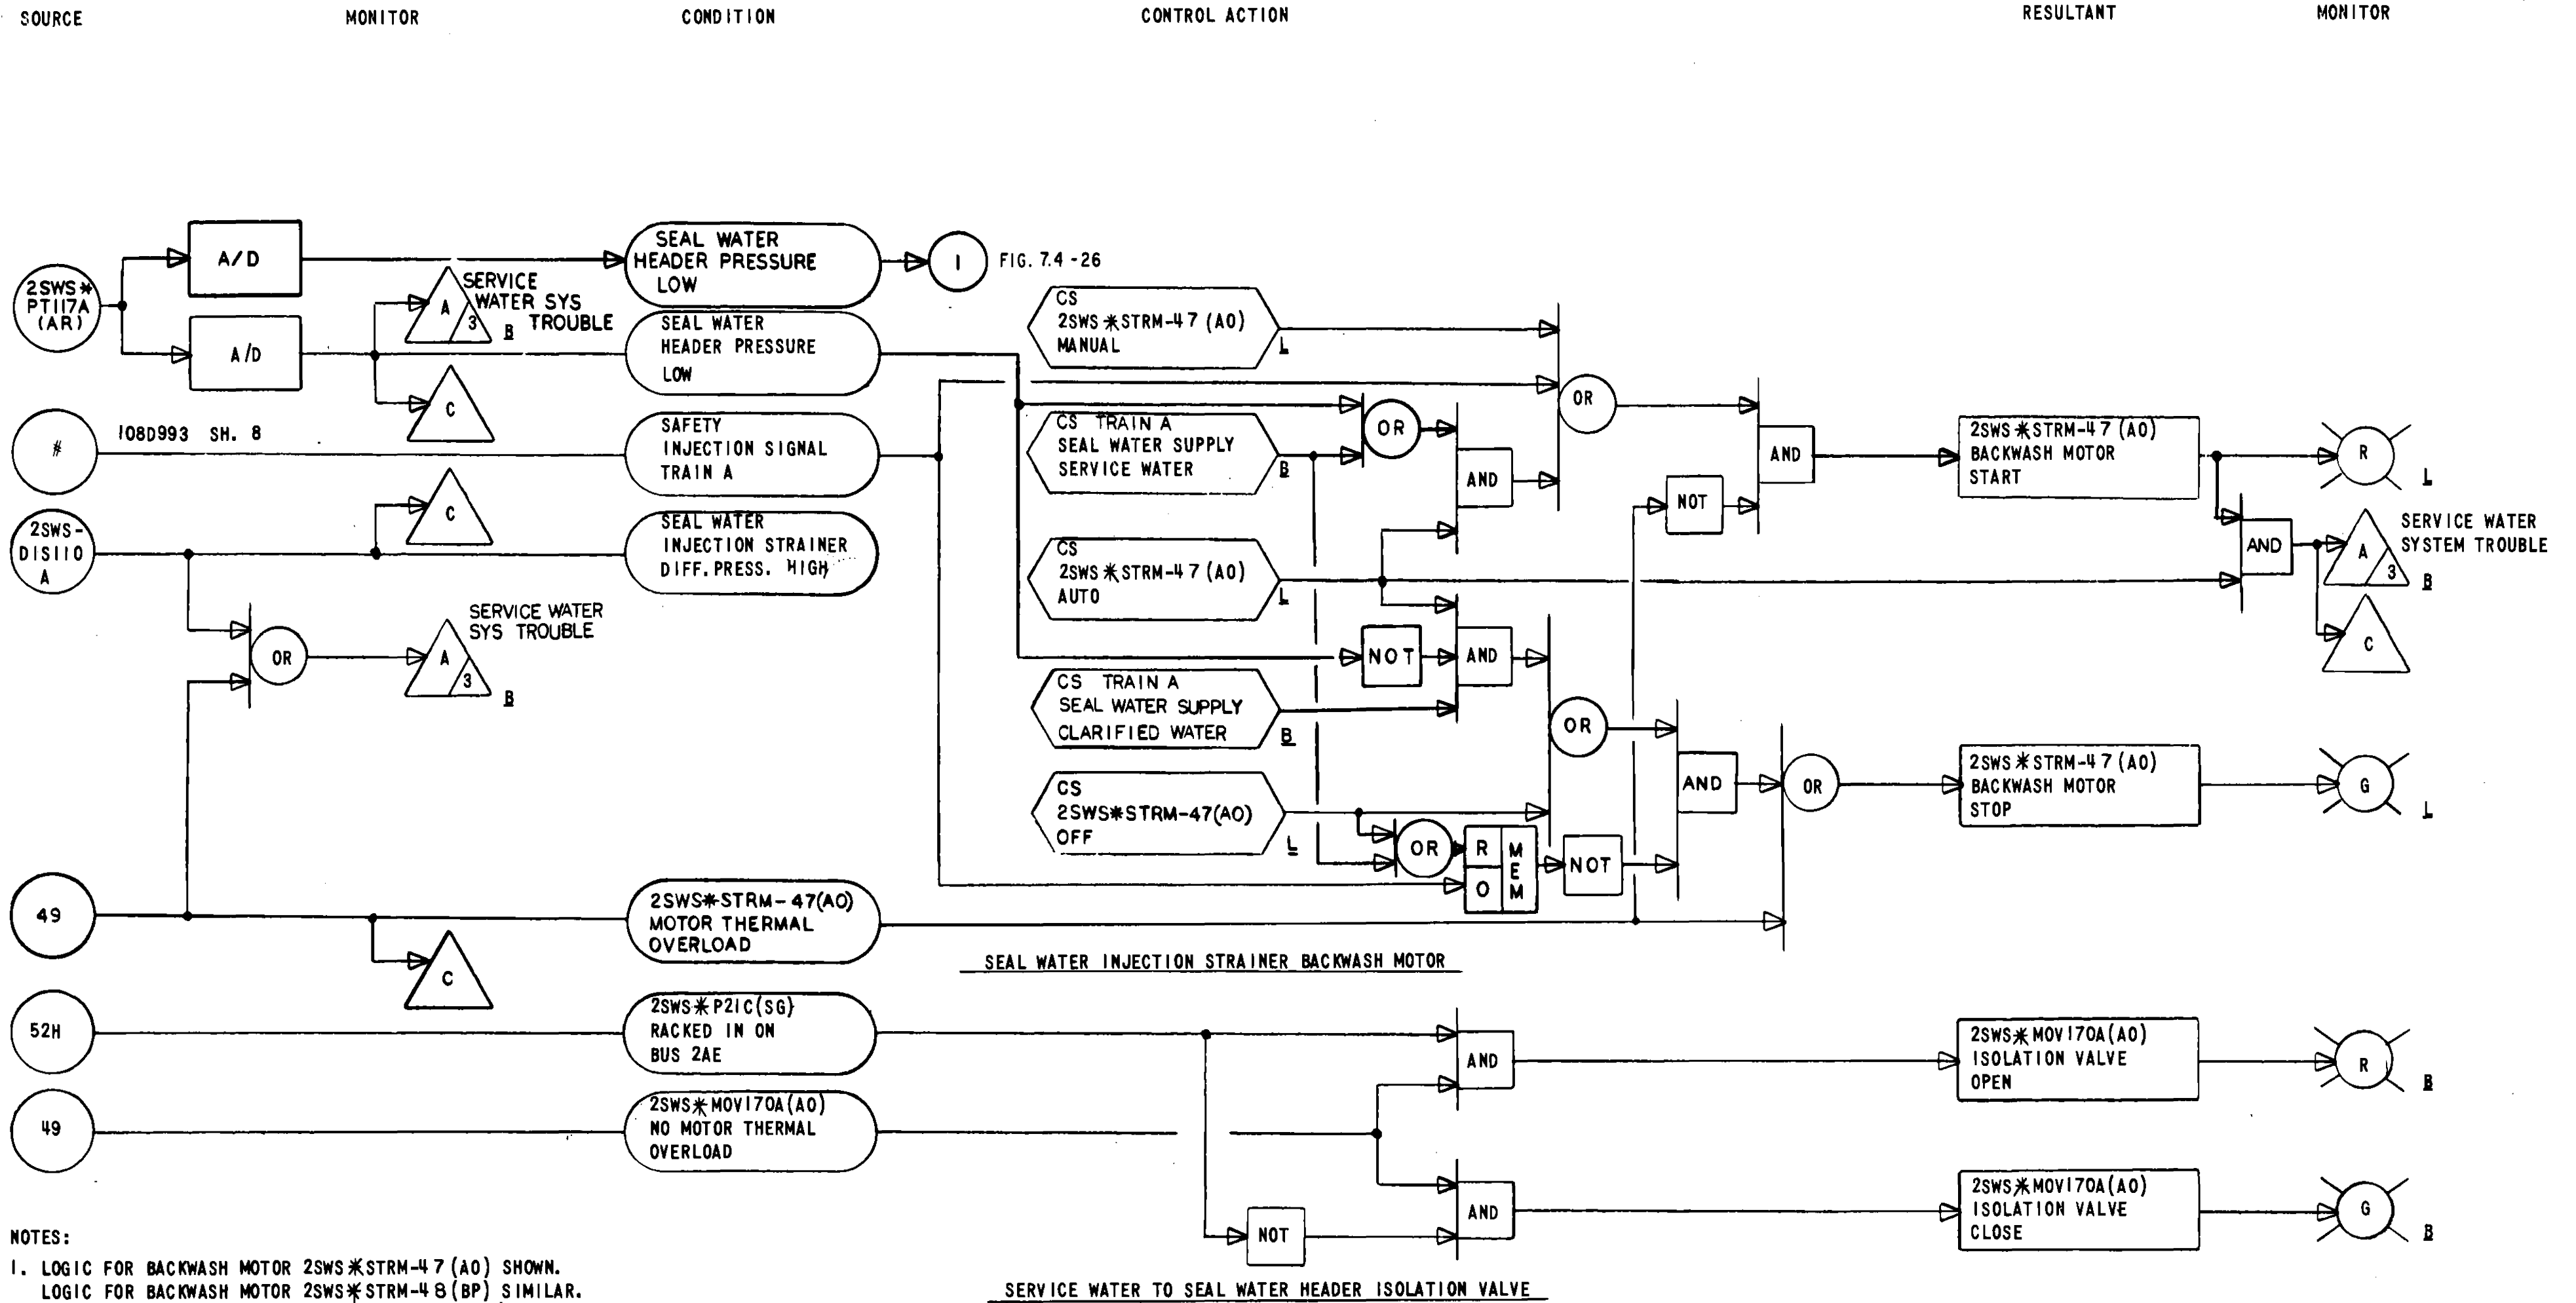 SOURCE
MONITOR
CONDITION
CONTROL ACTION
RESULTANT
MONITOR
2SWS*
PT117A
(AR)
A/D
A/D
A
3
B
SERVICE
WATER SYS
TROUBLE
C
SEAL WATER
HEADER PRESSURE
LOW
1
FIG. 7.4-26
SEAL WATER
HEADER PRESSURE
LOW
#
108D993 SH. 8
SAFETY
INJECTION SIGNAL
TRAIN A
2SWS-
DIS110
A
C
SEAL WATER
INJECTION STRAINER
DIFF. PRESS. HIGH
OR
A
3
B
SERVICE WATER
SYS TROUBLE
49
C
2SWS*STRM-47(AO)
MOTOR THERMAL
OVERLOAD
52H
2SWS*P21C(SG)
RACKED IN ON
BUS 2AE
49
2SWS*MOV170A(AO)
NO MOTOR THERMAL
OVERLOAD
CS
2SWS*STRM-47 (AO)
MANUAL
L
CS TRAIN A
SEAL WATER SUPPLY
SERVICE WATER
B
CS
2SWS*STRM-47 (AO)
AUTO
L
CS TRAIN A
SEAL WATER SUPPLY
CLARIFIED WATER
B
CS
2SWS*STRM-47(AO)
OFF
L
OR
AND
OR
AND
NOT
NOT
AND
OR
AND
OR
OR
R
O
MEM
NOT
SEAL WATER INJECTION STRAINER BACKWASH MOTOR
2SWS*STRM-47 (AO)
BACKWASH MOTOR
START
R
L
AND
A
3
B
SERVICE WATER
SYSTEM TROUBLE
C
2SWS*STRM-47 (AO)
BACKWASH MOTOR
STOP
G
L
AND
2SWS*MOV170A(AO)
ISOLATION VALVE
OPEN
R
B
NOT
AND
2SWS*MOV170A(AO)
ISOLATION VALVE
CLOSE
G
B
SERVICE WATER TO SEAL WATER HEADER ISOLATION VALVE
NOTES:
1. LOGIC FOR BACKWASH MOTOR 2SWS*STRM-47 (AO) SHOWN.
LOGIC FOR BACKWASH MOTOR 2SWS*STRM-48(BP) SIMILAR.